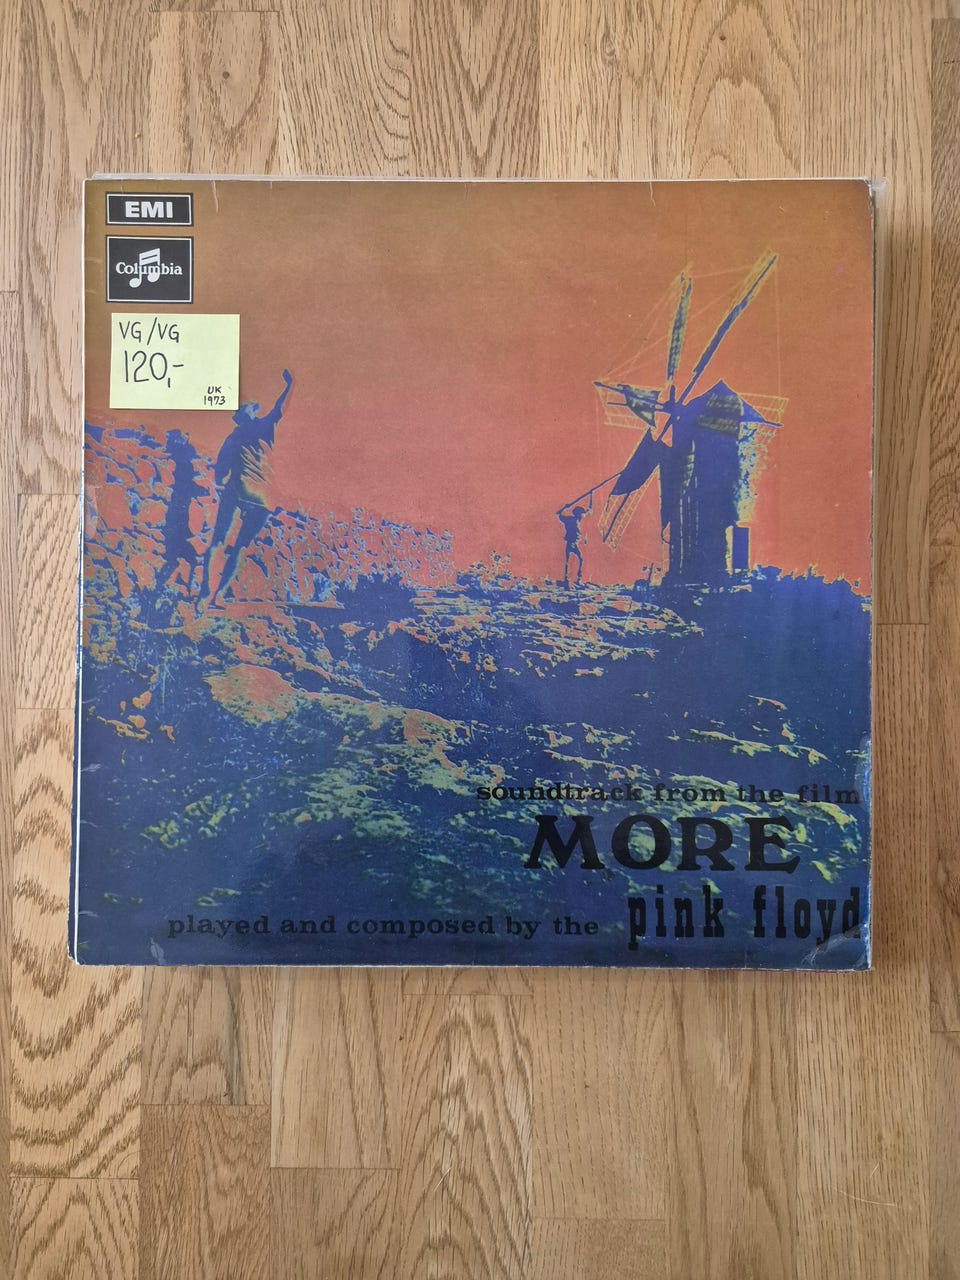 EMI
Columbia
VG/VG
120,-
UK
1973
soundtrack from the film
MORE
played and composed by the pink floyd